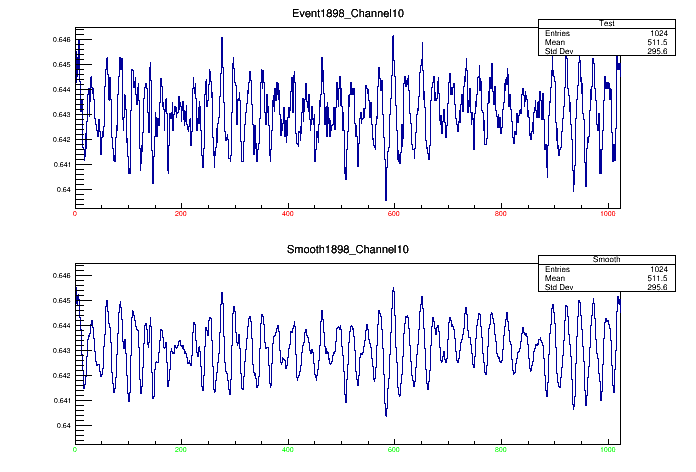 Event1898_Channel10
Test
Entries 1024
Mean 511.5
Std Dev 295.6
0.646
0.645
0.644
0.643
0.642
0.641
0.64
0 200 400 600 800 1000
Smooth1898_Channel10
Smooth
Entries 1024
Mean 511.5
Std Dev 295.6
0.646
0.645
0.644
0.643
0.642
0.641
0.64
0 200 400 600 800 1000